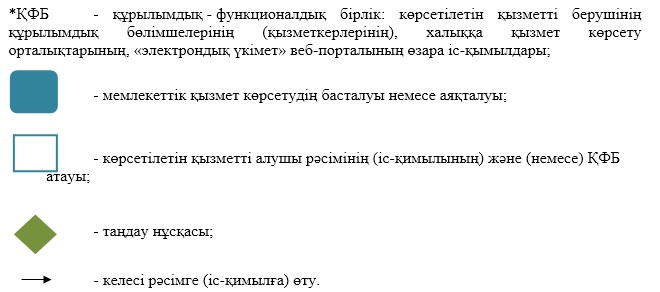 *ҚФБ - құрылымдық - функционалдық бірлік: көрсетілетін қызметті берушінің
құрылымдық бөлімшелерінің (қызметкерлерінің), халыққа қызмет көрсету
орталықтарының, «электрондық үкімет» веб-порталының өзара іс-қымылдары;
- мемлекеттік қызмет көрсетудің басталуы немесе аяқталуы;
- көрсетілетін қызметті алушы рәсімінің (іс-қимылының) және (немесе) ҚФБ
атауы;
- таңдау нұсқасы;
- келесі рәсімге (іс-қимылға) өту.